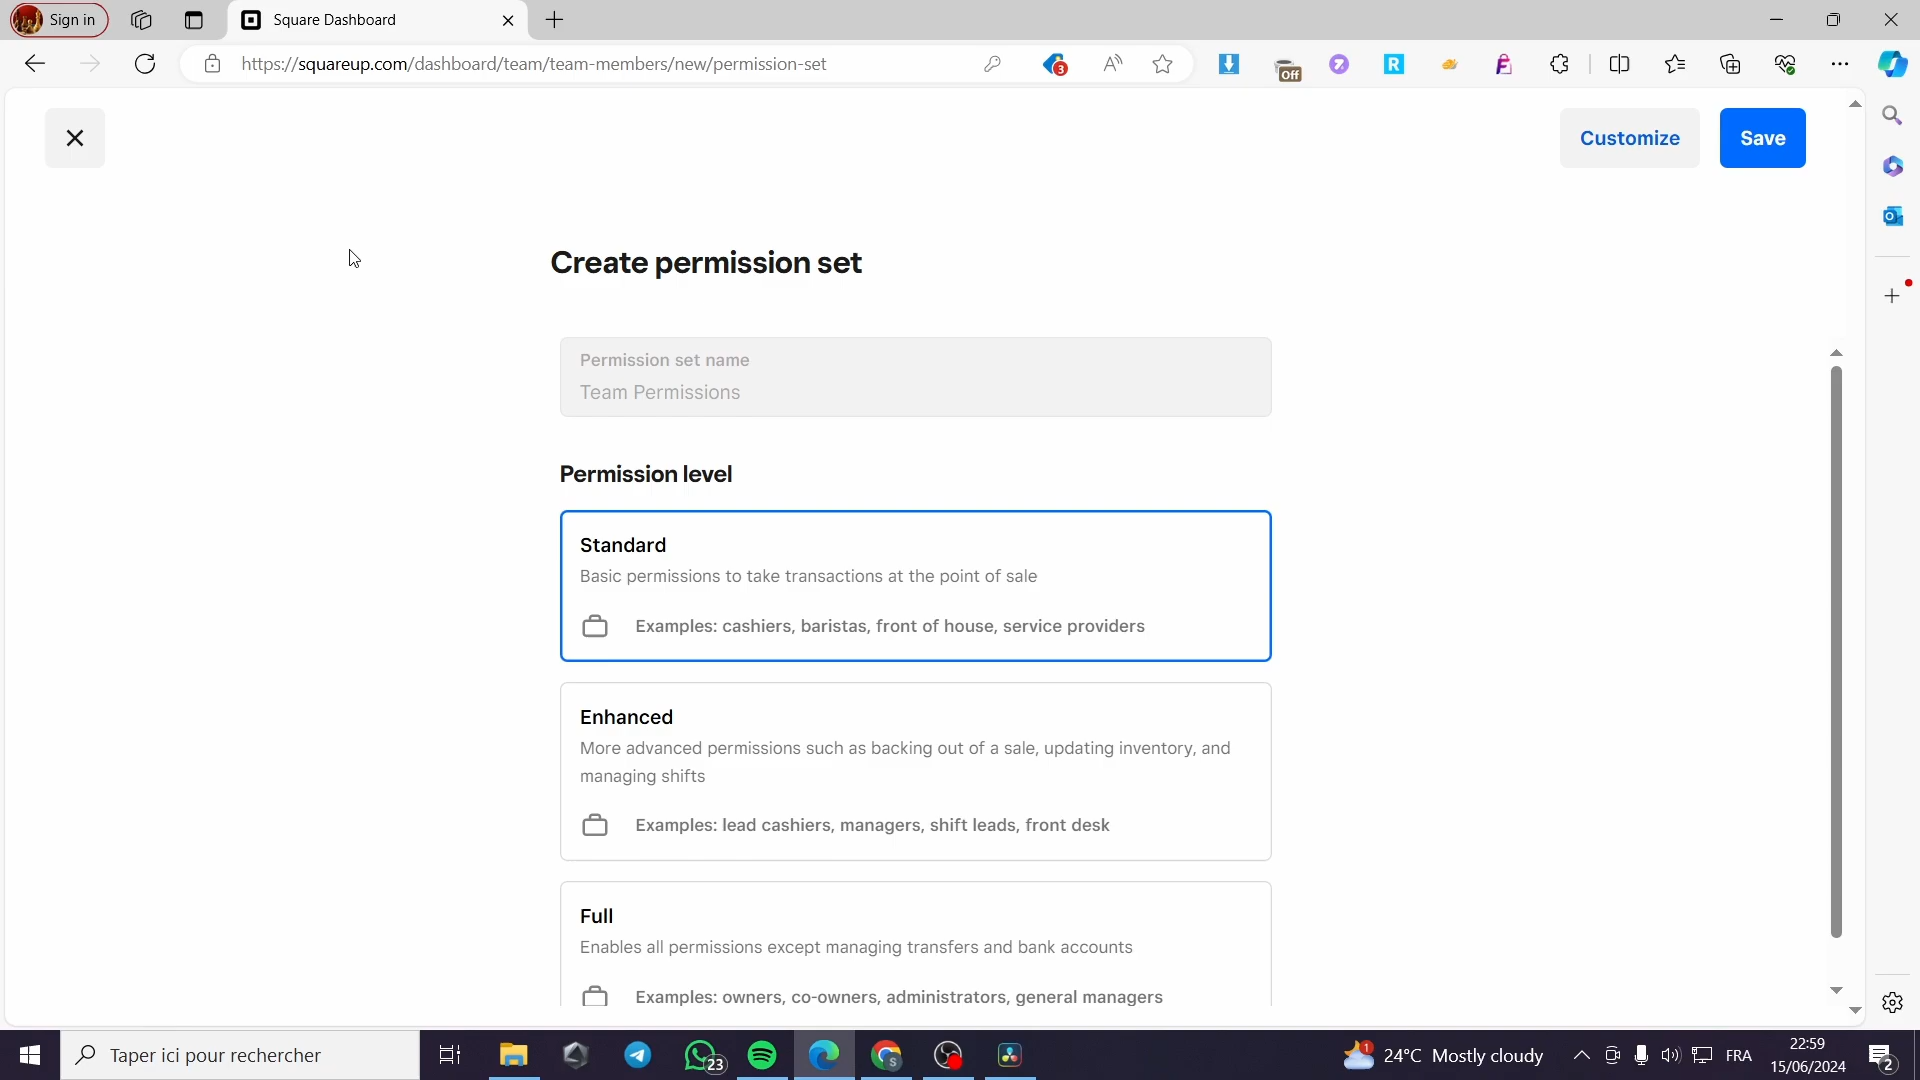 Sign in
Square Dashboard
https://squareup.com/dashboard/team/team-members/new/permission-set
3
Off
R
Customize
Save
Create permission set
Permission set name
Team Permissions
Permission level
Standard
Basic permissions to take transactions at the point of sale
Examples: cashiers, baristas, front of house, service providers
Enhanced
More advanced permissions such as backing out of a sale, updating inventory, and
managing shifts
Examples: lead cashiers, managers, shift leads, front desk
Full
Enables all permissions except managing transfers and bank accounts
Examples: owners, co-owners, administrators, general managers
Taper ici pour rechercher
23
S
1
24°C Mostly cloudy
FRA
22:59
15/06/2024
2